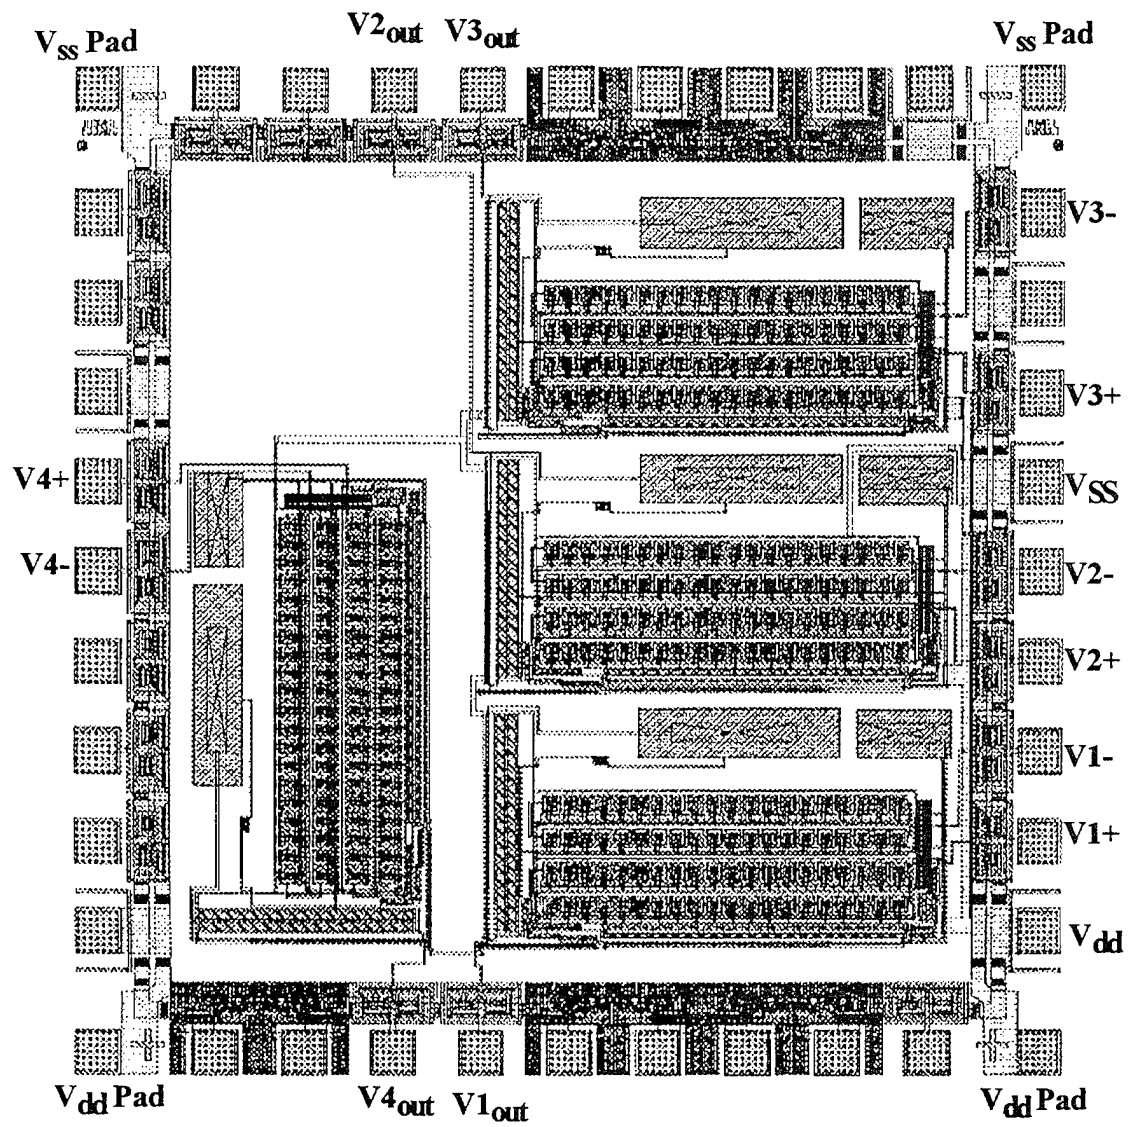 V2out V3out
Vss Pad Vss Pad
V3-
V3+
V4+ VSS
V4- V2-
V2+
V1-
V1+
Vdd
Vdd Pad V4out V1out Vdd Pad